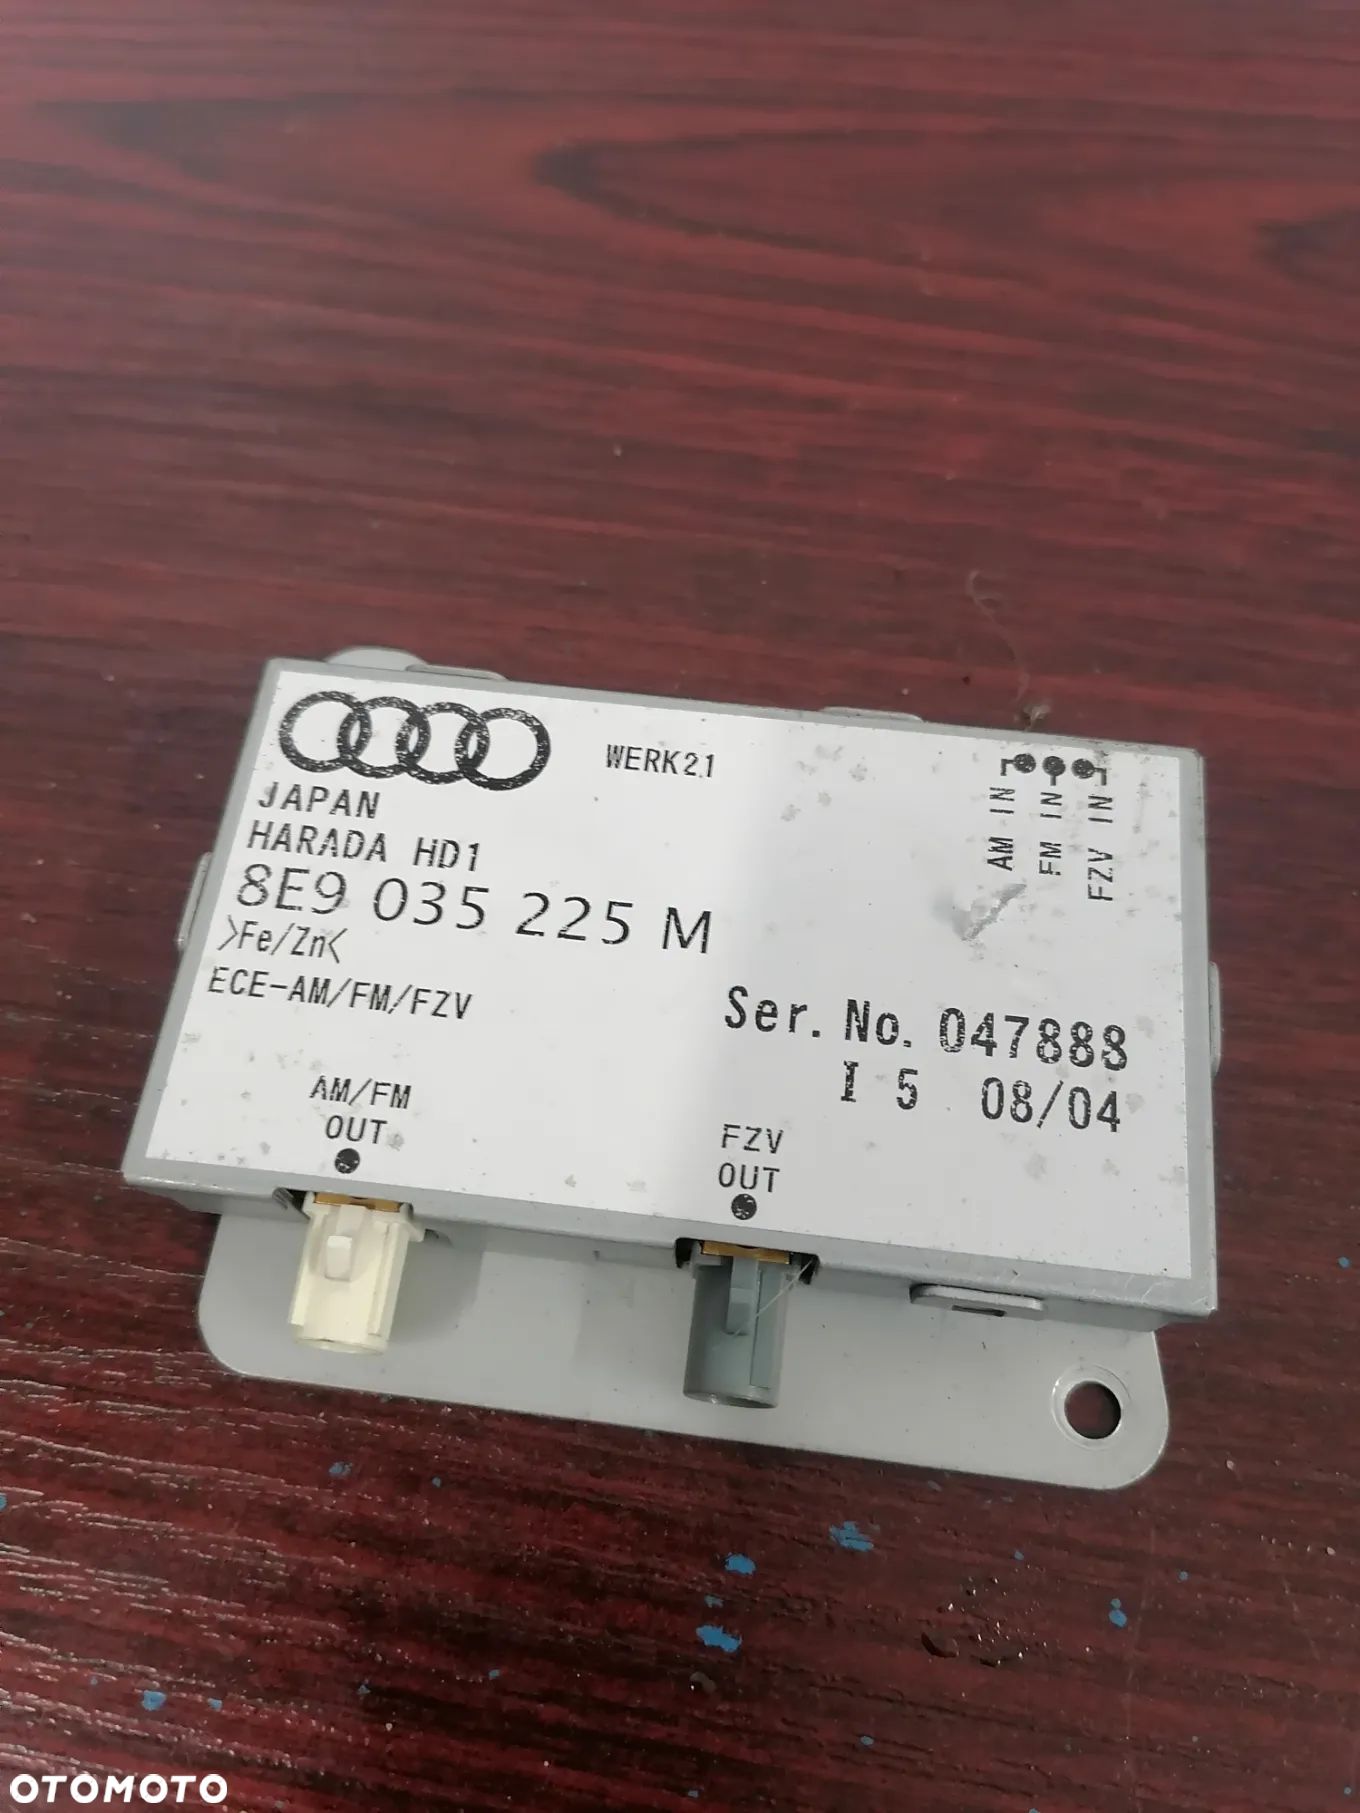 WERK21
JAPAN
HARADA HD1
8E9 035 225 M
>Fe/Zn<
ECE-AM/FM/FZV
AM IN
FM IN
FZV IN
Ser. No. 047888
I 5 08/04
AM/FM
OUT
FZV
OUT
OTOMOTO